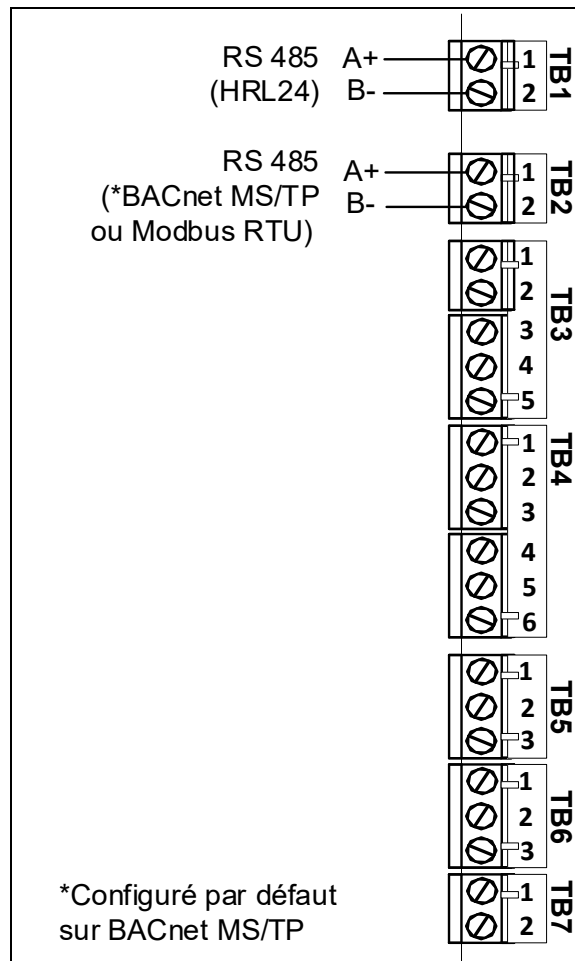 RS 485 A+ 1 TB1
(HRL24) B- 2
RS 485 A+ 1 TB2
(*BACnet MS/TP B- 2
ou Modbus RTU)
1 TB3
2
3
4
5
1 TB4
2
3
4
5
6
1 TB5
2
3
1 TB6
2
3
*Configuré par défaut 1 TB7
sur BACnet MS/TP 2